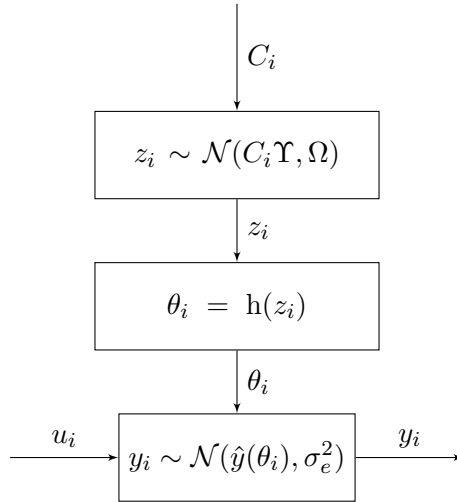 C_i
z_i ∼ 𝒩(C_iΥ, Ω)
z_i
θ_i = h(z_i)
θ_i
u_i
y_i ∼ 𝒩(ŷ(θ_i), σ_e^2)
y_i